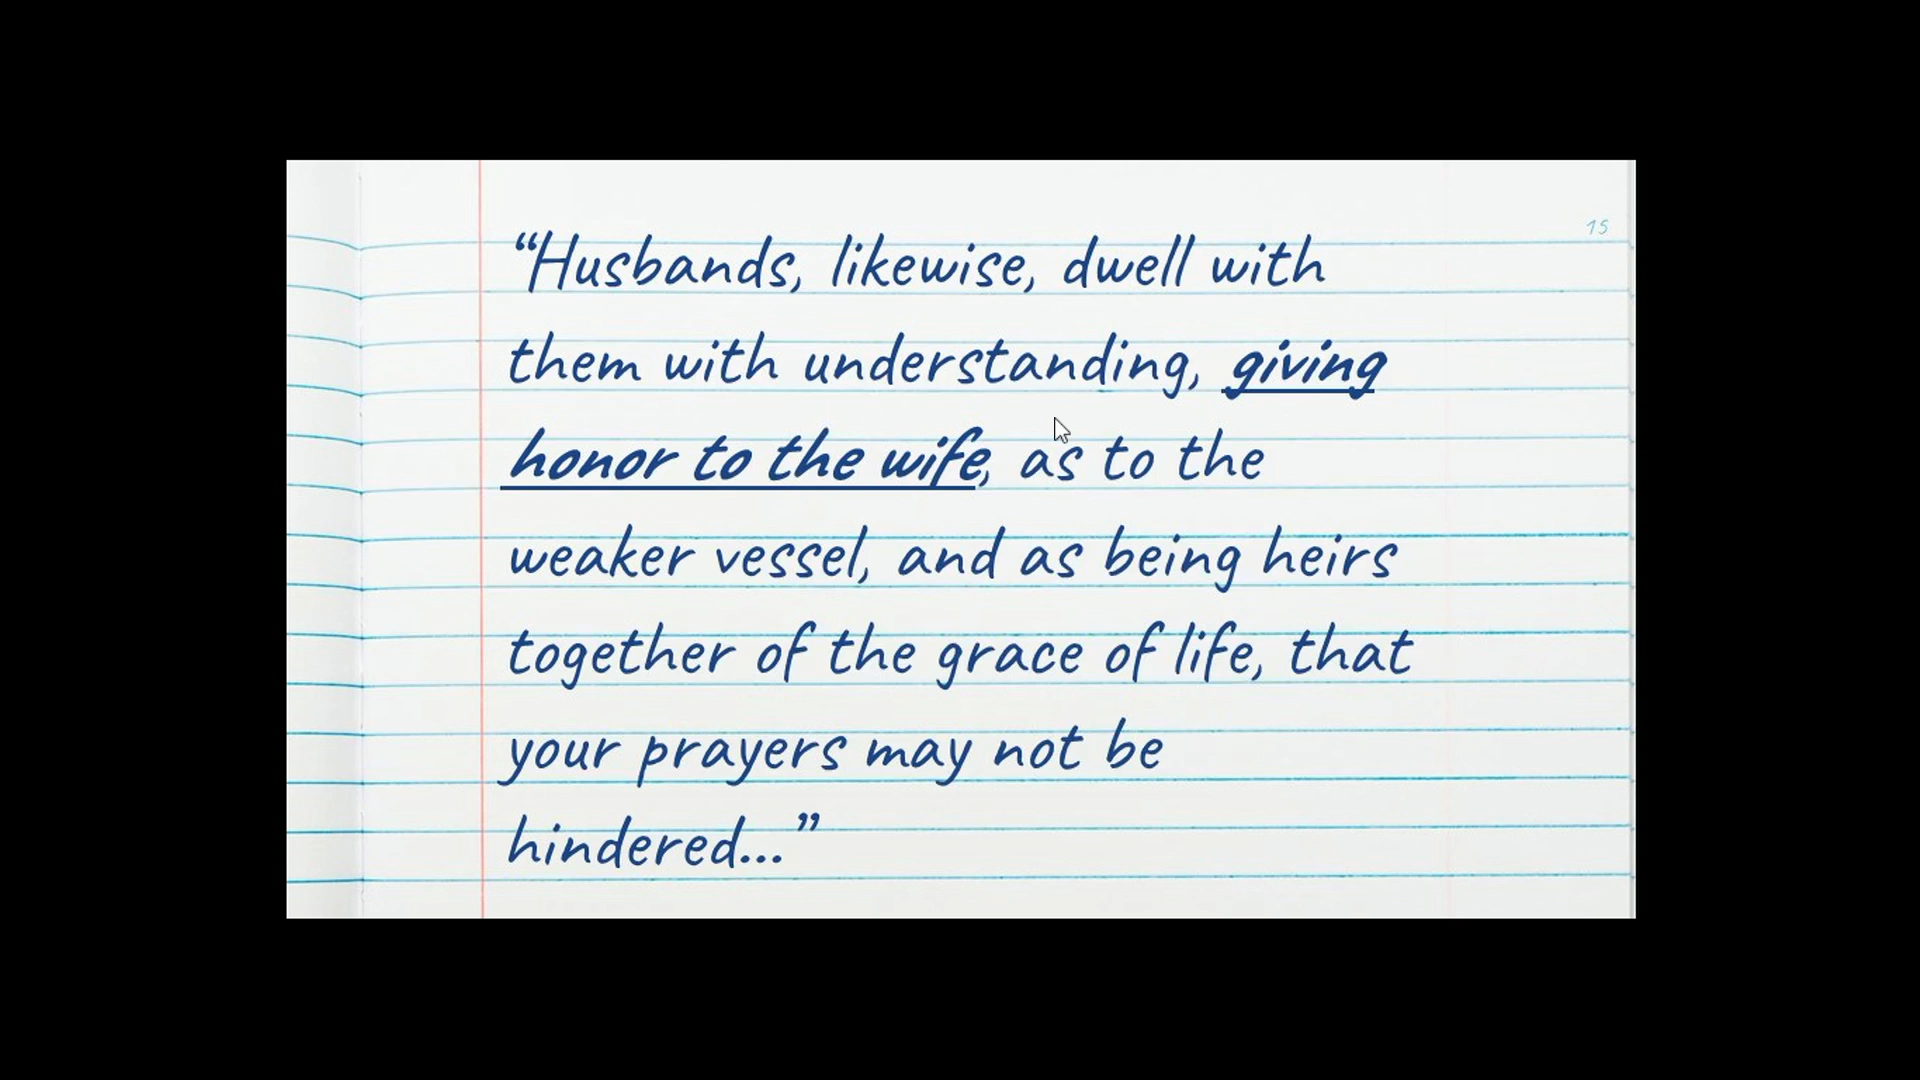 15
“Husbands, likewise, dwell with
them with understanding, giving
honor to the wife, as to the
weaker vessel, and as being heirs
together of the grace of life, that
your prayers may not be
hindered...”